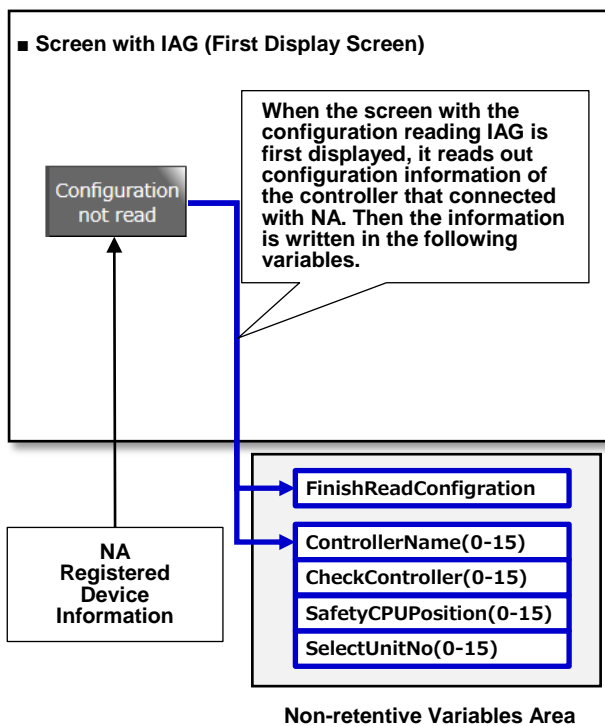 ■ Screen with IAG (First Display Screen)
When the screen with the
configuration reading IAG is
first displayed, it reads out
configuration information of
the controller that connected
with NA. Then the information
is written in the following
variables.
Configuration
not read
FinishReadConfigration
ControllerName(0-15)
CheckController(0-15)
SafetyCPUPosition(0-15)
SelectUnitNo(0-15)
NA
Registered
Device
Information
Non-retentive Variables Area